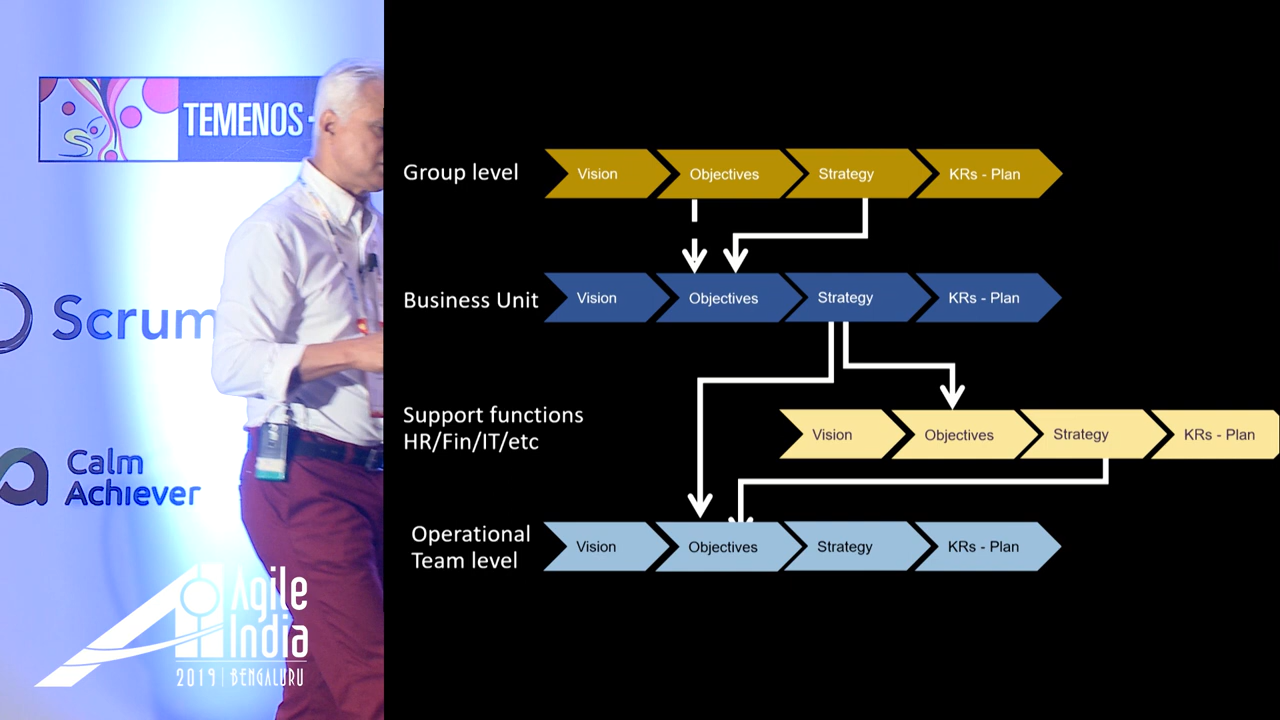 TEMENOS
Scrum
Calm
Achiever
Agile
India
2019 | BENGALURU
Group level
Vision
Objectives
Strategy
KRs - Plan
Business Unit
Vision
Objectives
Strategy
KRs - Plan
Support functions
HR/Fin/IT/etc
Vision
Objectives
Strategy
KRs - Plan
Operational
Team level
Vision
Objectives
Strategy
KRs - Plan